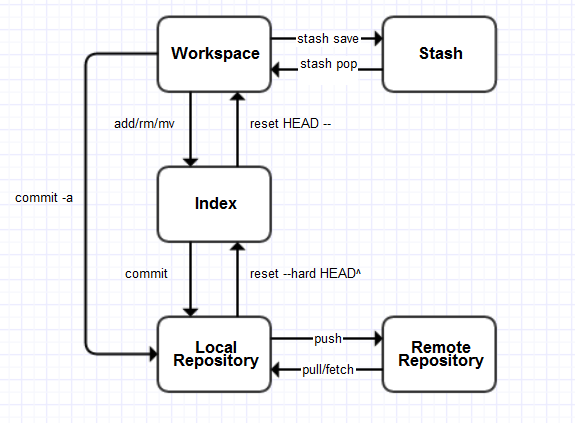 Workspace
stash save
stash pop
Stash
add/rm/mv
reset HEAD --
commit -a
Index
commit
reset --hard HEAD^
Local
Repository
push
pull/fetch
Remote
Repository